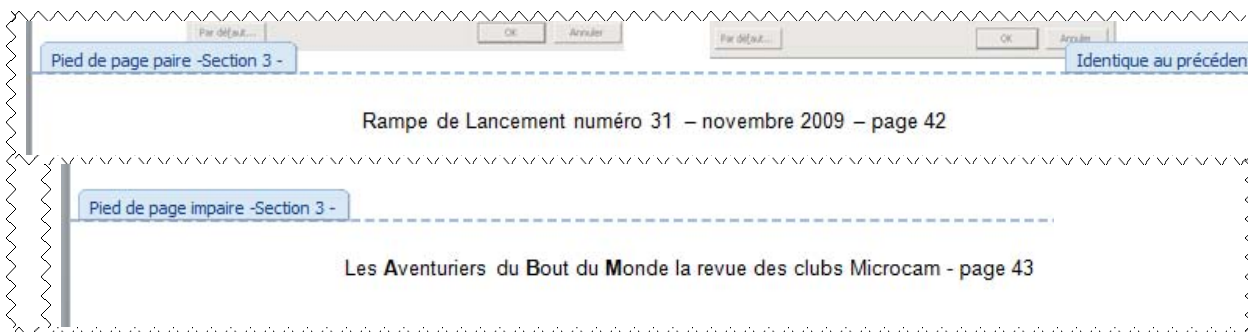 Par défaut... OK Annuler Par défaut... OK Annuler
Pied de page paire -Section 3 - Identique au précéden
Rampe de Lancement numéro 31 – novembre 2009 – page 42
Pied de page impaire -Section 3 -
Les Aventuriers du Bout du Monde la revue des clubs Microcam - page 43